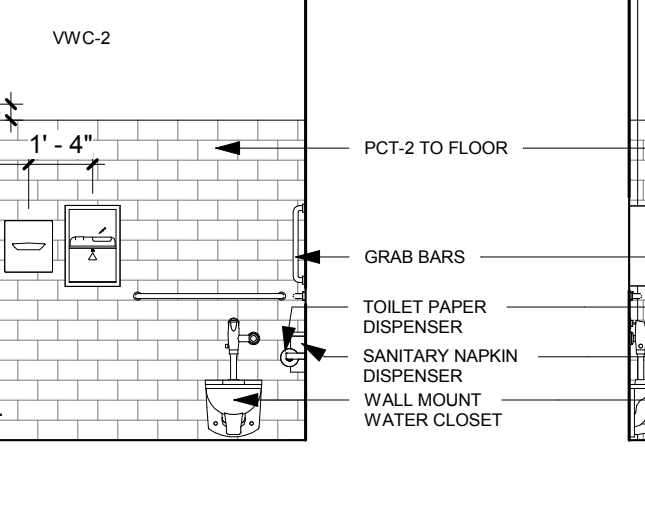 VWC-2
1' - 4"
PCT-2 TO FLOOR
GRAB BARS
TOILET PAPER
DISPENSER
SANITARY NAPKIN
DISPENSER
WALL MOUNT
WATER CLOSET